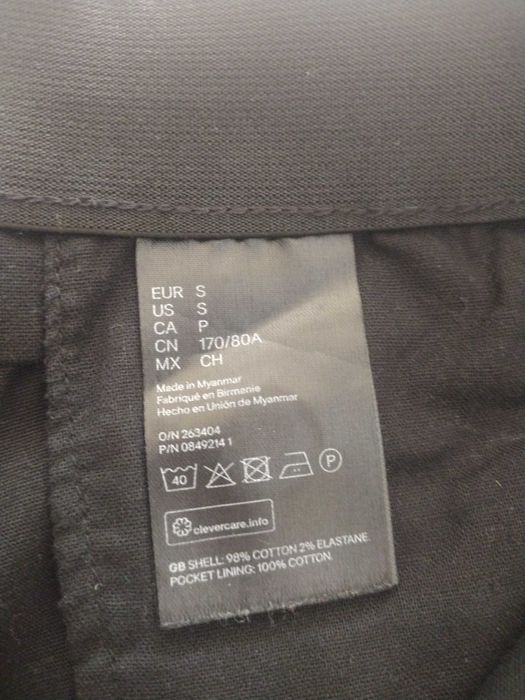 EUR S
US S
CA P
CN 170/80A
MX CH
Made in Myanmar
Fabriqué en Birmanie
Hecho en Unión de Myanmar
O/N 263404
P/N 0849214 1
40
P
clevercare.info
GB SHELL: 98% COTTON 2% ELASTANE.
POCKET LINING: 100% COTTON.